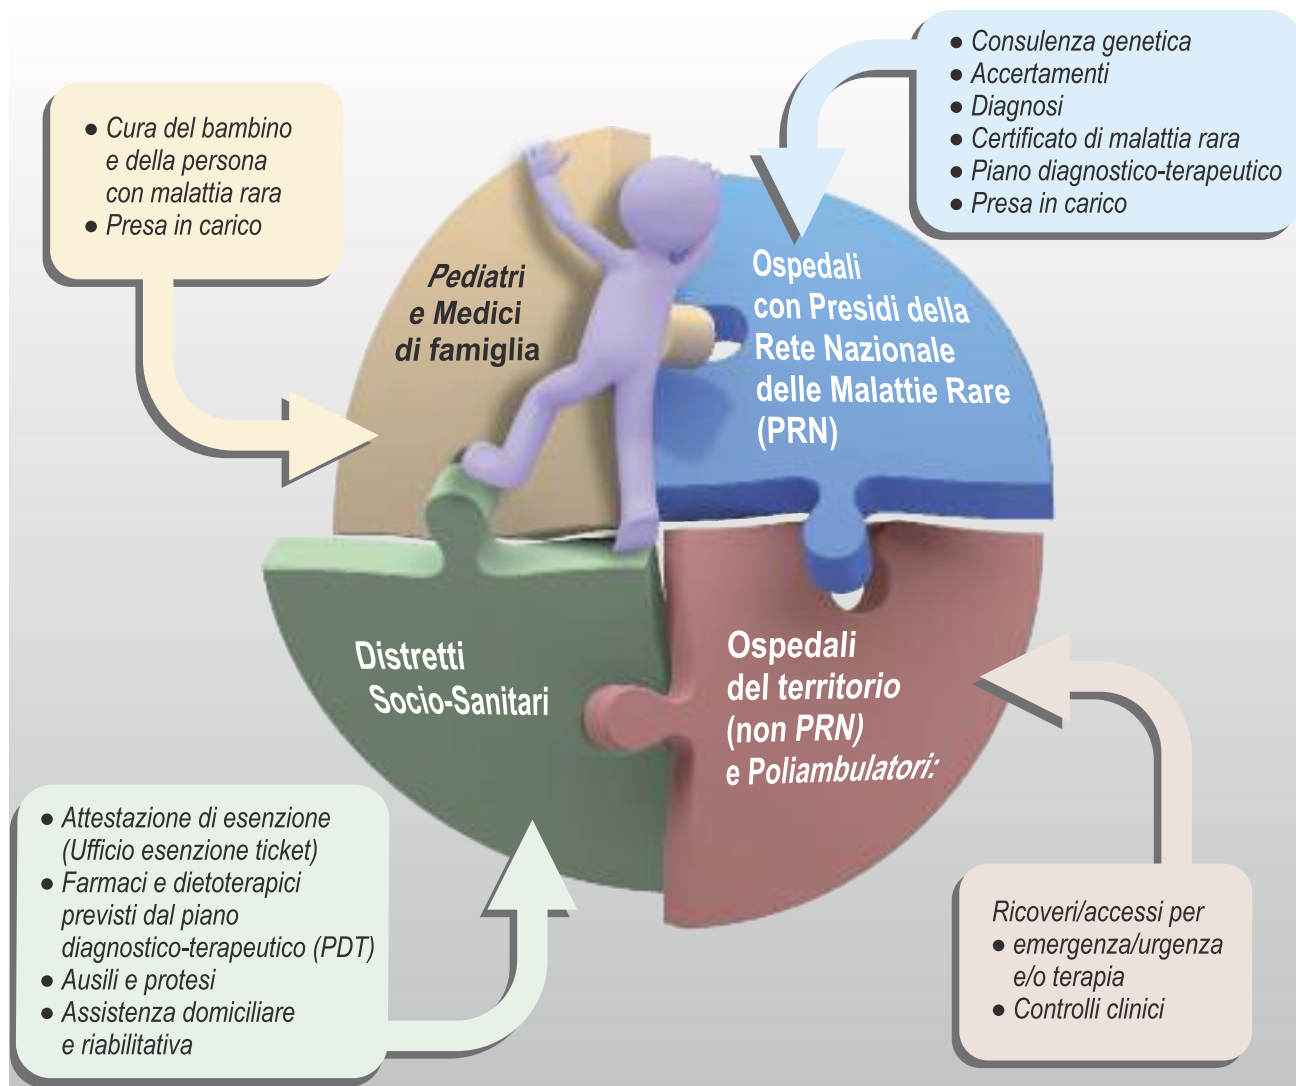 ● Cura del bambino
e della persona
con malattia rara
● Presa in carico
● Consulenza genetica
● Accertamenti
● Diagnosi
● Certificato di malattia rara
● Piano diagnostico-terapeutico
● Presa in carico
Pediatri
e Medici
di famiglia
Ospedali
con Presidi della
Rete Nazionale
delle Malattie Rare
(PRN)
Distretti
Socio-Sanitari
Ospedali
del territorio
(non PRN)
e Poliambulatori:
● Attestazione di esenzione
(Ufficio esenzione ticket)
● Farmaci e dietoterapici
previsti dal piano
diagnostico-terapeutico (PDT)
● Ausili e protesi
● Assistenza domiciliare
e riabilitativa
Ricoveri/accessi per
● emergenza/urgenza
e/o terapia
● Controlli clinici